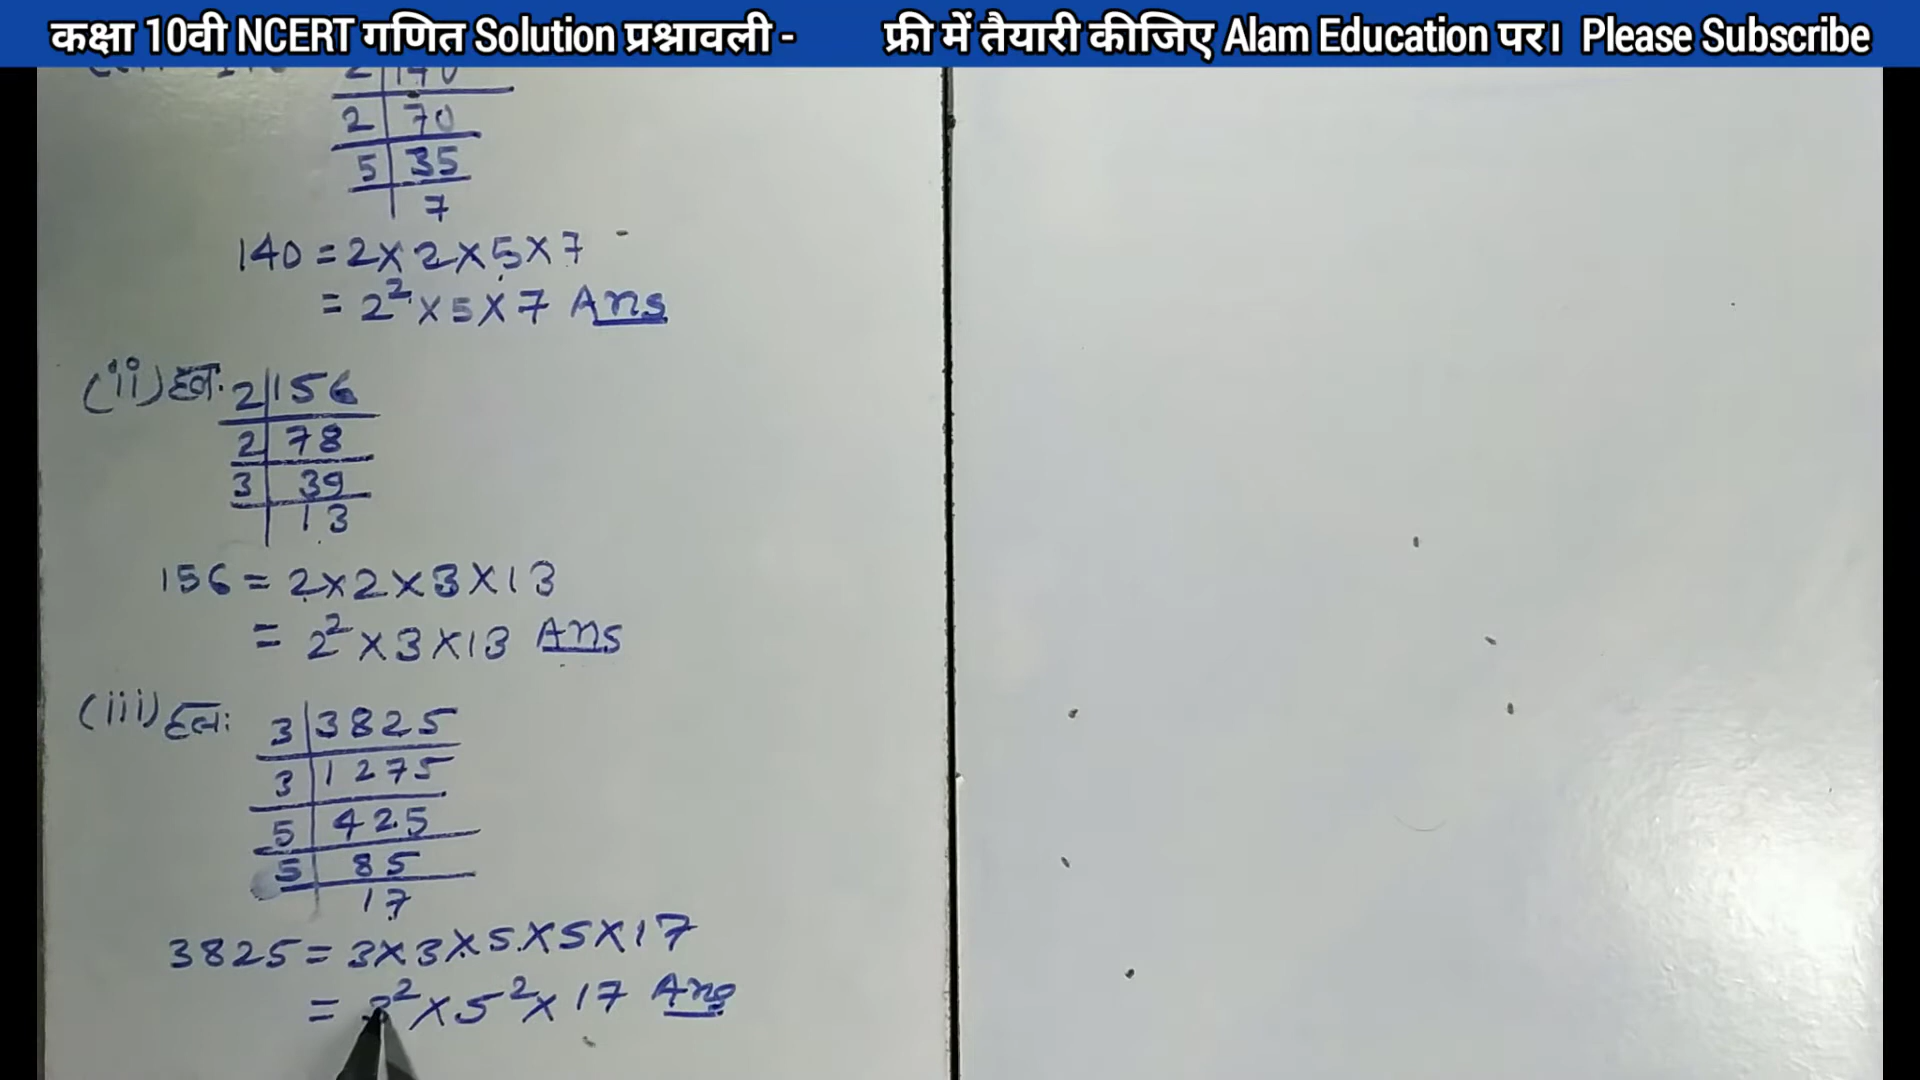 कक्षा 10वी NCERT गणित Solution प्रश्नावली - फ्री में तैयारी कीजिए Alam Education पर। Please Subscribe
2 | 140
2 | 70
5 | 35
7
140 = 2×2×5×7
= 2²×5×7 Ans
(ii) हल: 2 | 156
2 | 78
3 | 39
13
156 = 2×2×3×13
= 2²×3×13 Ans
(iii) हल: 3 | 3825
3 | 1275
5 | 425
5 | 85
17
3825 = 3×3×5×5×17
= 3²×5²×17 Ans